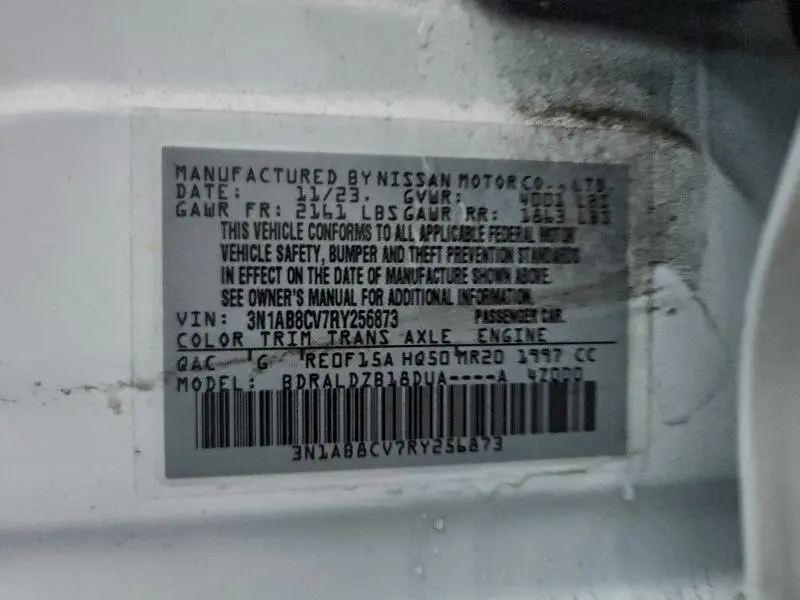 MANUFACTURED BY NISSAN MOTOR CO., LTD.
DATE: 11/23. GVWR: 4001 LBS
GAWR FR: 2161 LBS GAWR RR: 1863 LBS
THIS VEHICLE CONFORMS TO ALL APPLICABLE FEDERAL MOTOR
VEHICLE SAFETY, BUMPER AND THEFT PREVENTION STANDARDS
IN EFFECT ON THE DATE OF MANUFACTURE SHOWN ABOVE.
SEE OWNER'S MANUAL FOR ADDITIONAL INFORMATION.
VIN: 3N1AB8CV7RY256873 PASSENGER CAR.
COLOR TRIM TRANS AXLE ENGINE
QAC G RE0F15A HQ50 MR20 1997 CC
MODEL: BDRALDZB18DUA----A 4Z000
3N1AB8CV7RY256873